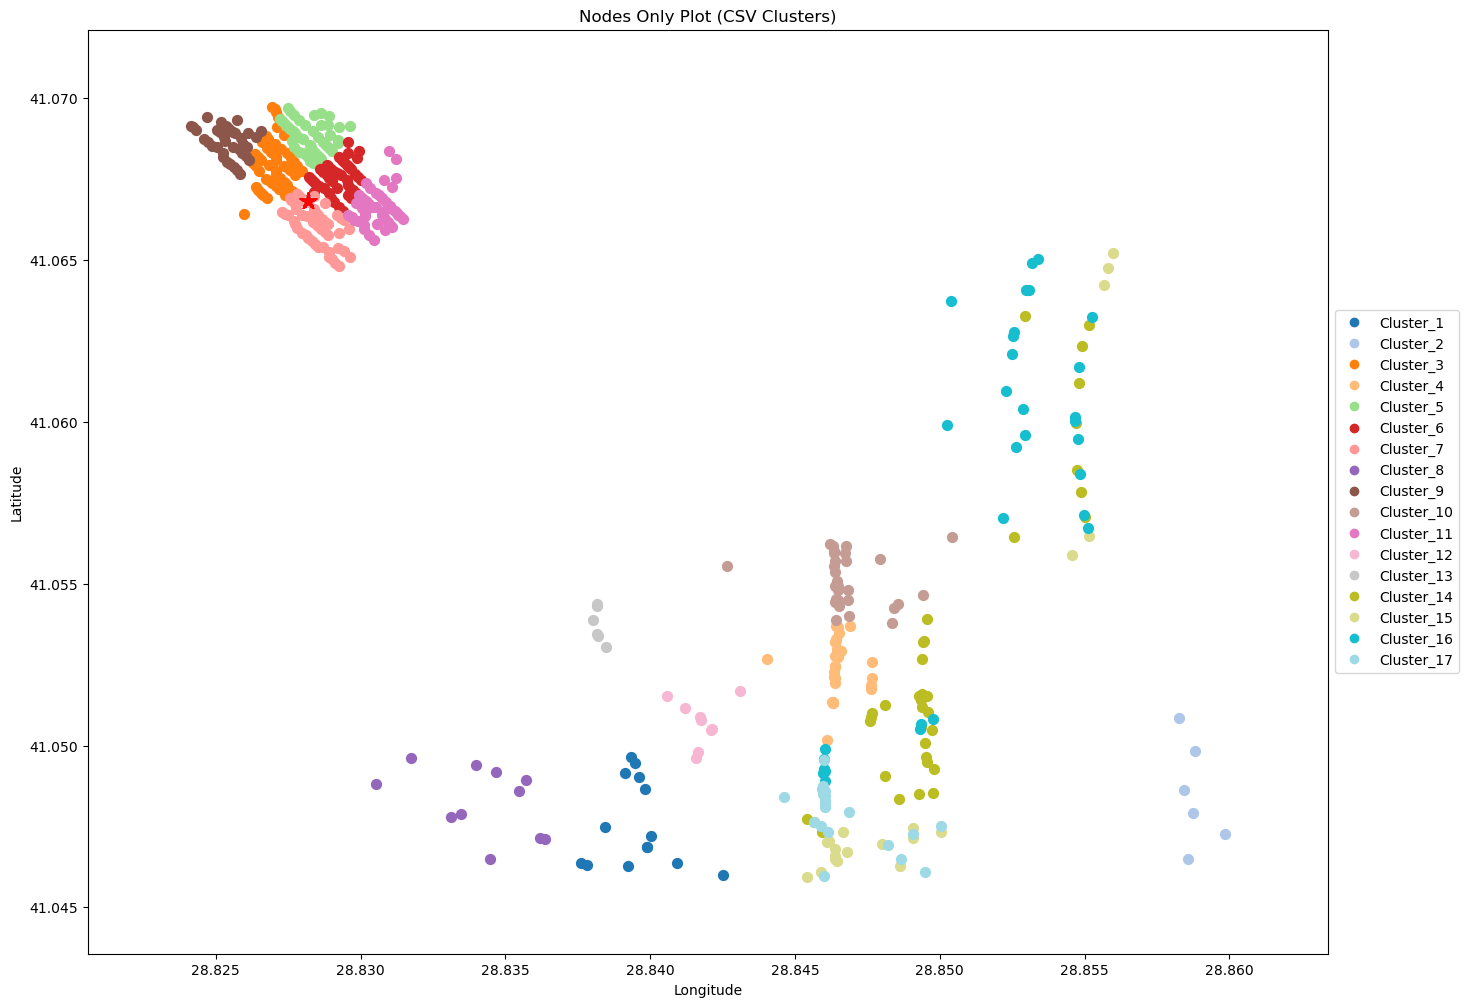 Nodes Only Plot (CSV Clusters)
41.070
41.065
41.060
41.055
41.050
41.045
Latitude
28.825
28.830
28.835
28.840
28.845
28.850
28.855
28.860
Longitude
Cluster_1
Cluster_2
Cluster_3
Cluster_4
Cluster_5
Cluster_6
Cluster_7
Cluster_8
Cluster_9
Cluster_10
Cluster_11
Cluster_12
Cluster_13
Cluster_14
Cluster_15
Cluster_16
Cluster_17